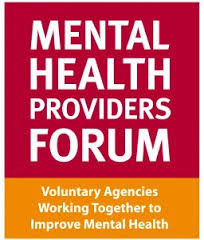 MENTAL
HEALTH
PROVIDERS
FORUM
Voluntary Agencies
Working Together to
Improve Mental Health